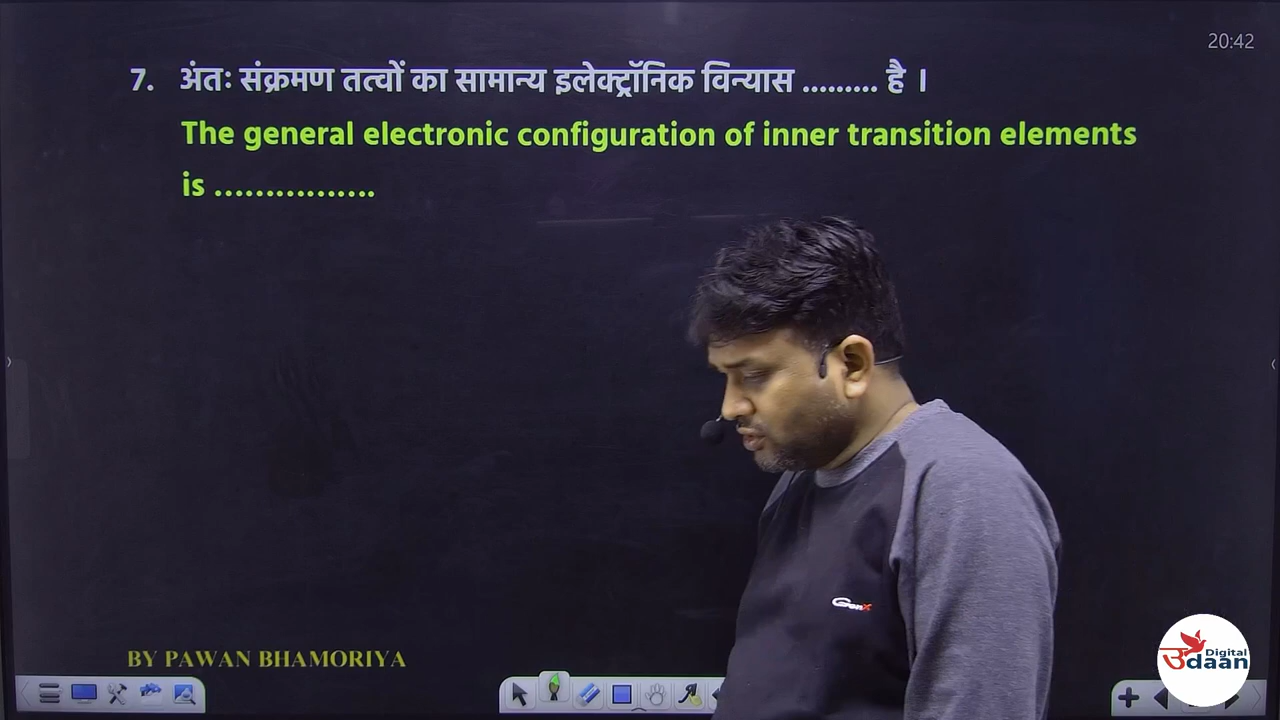 20:42
7. अंतः संक्रमण तत्वों का सामान्य इलेक्ट्रॉनिक विन्यास ......... है ।
The general electronic configuration of inner transition elements
is ................
GenX
BY PAWAN BHAMORIYA
Digital
उdaan